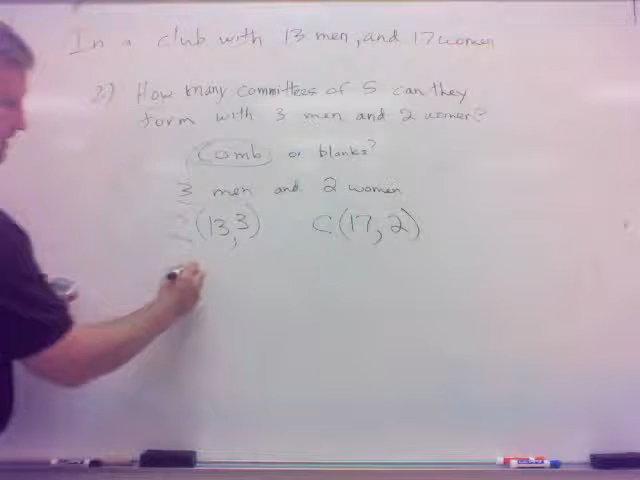 In a club with 13 men, and 17 women
2.) How many committees of 5 can they
form with 3 men and 2 women?
Comb or blanks?
3 men and 2 women
(13,3) C(17,2)